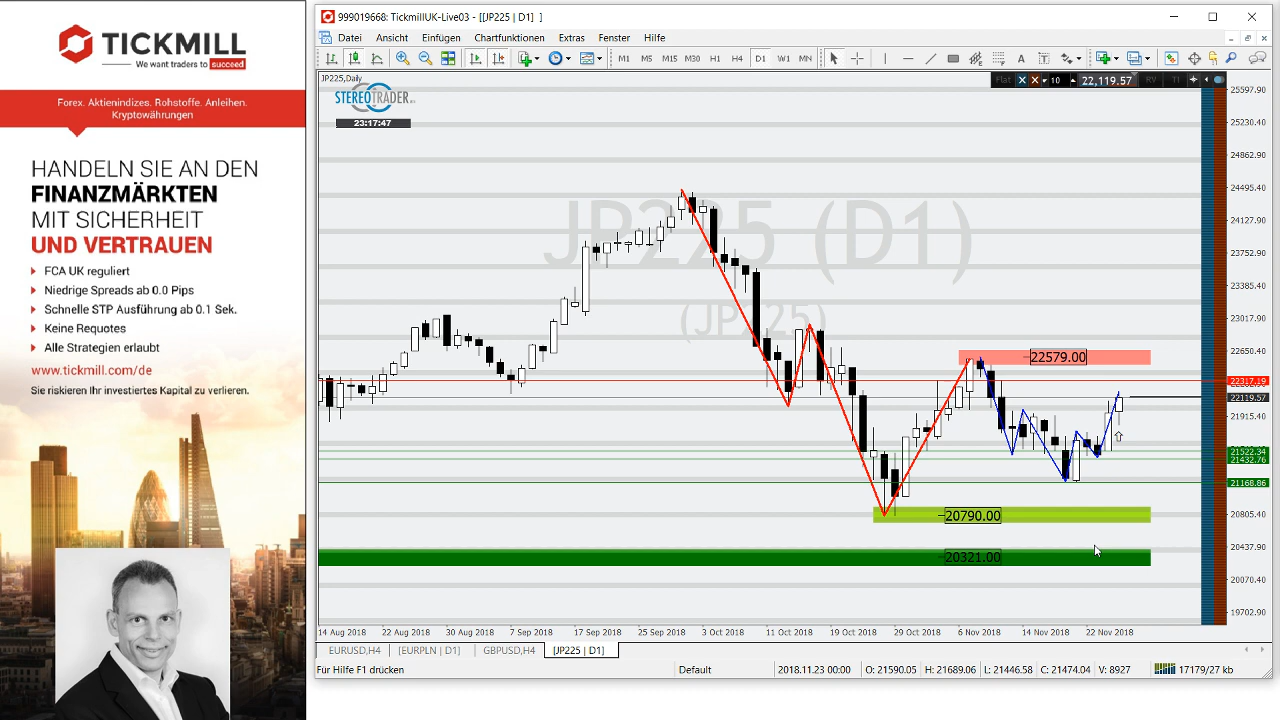 TICKMILL
We want traders to succeed
Forex. Aktienindizes. Rohstoffe. Anleihen.
Kryptowährungen
HANDELN SIE AN DEN
FINANZMÄRKTEN
MIT SICHERHEIT
UND VERTRAUEN
FCA UK reguliert
Niedrige Spreads ab 0.0 Pips
Schnelle STP Ausführung ab 0.1 Sek.
Keine Requotes
Alle Strategien erlaubt
www.tickmill.com/de
Sie riskieren Ihr investiertes Kapital zu verlieren.
999019668: TickmillUK-Live03 - [[JP225 | D1] ]
Datei Ansicht Einfügen Chartfunktionen Extras Fenster Hilfe
M1 M5 M15 M30 H1 H4 D1 W1 MN
JP225,Daily
STEREOTRADER
23:17:47
Flat 10 22,119.57 RV TI
JP225 (D1)
(JP225)
22579.00
20790.00
20321.00
25597.90
25230.40
24862.90
24495.40
24127.90
23752.90
23385.40
23017.90
22650.40
22317.19
22119.57
21915.40
21522.34
21432.76
21168.86
20805.40
20437.90
20070.40
19702.90
14 Aug 2018 22 Aug 2018 30 Aug 2018 17 Sep 2018 25 Sep 2018 3 Oct 2018 11 Oct 2018 19 Oct 2018 29 Oct 2018 6 Nov 2018 14 Nov 2018 22 Nov 2018
EURUSD,H4 [EURPLN | D1] GBPUSD,H4 [JP225 | D1]
Für Hilfe F1 drücken Default 2018.11.23 00:00 O: 21590.05 H: 21689.06 L: 21446.58 C: 21474.04 V: 8927 17179/27 kb